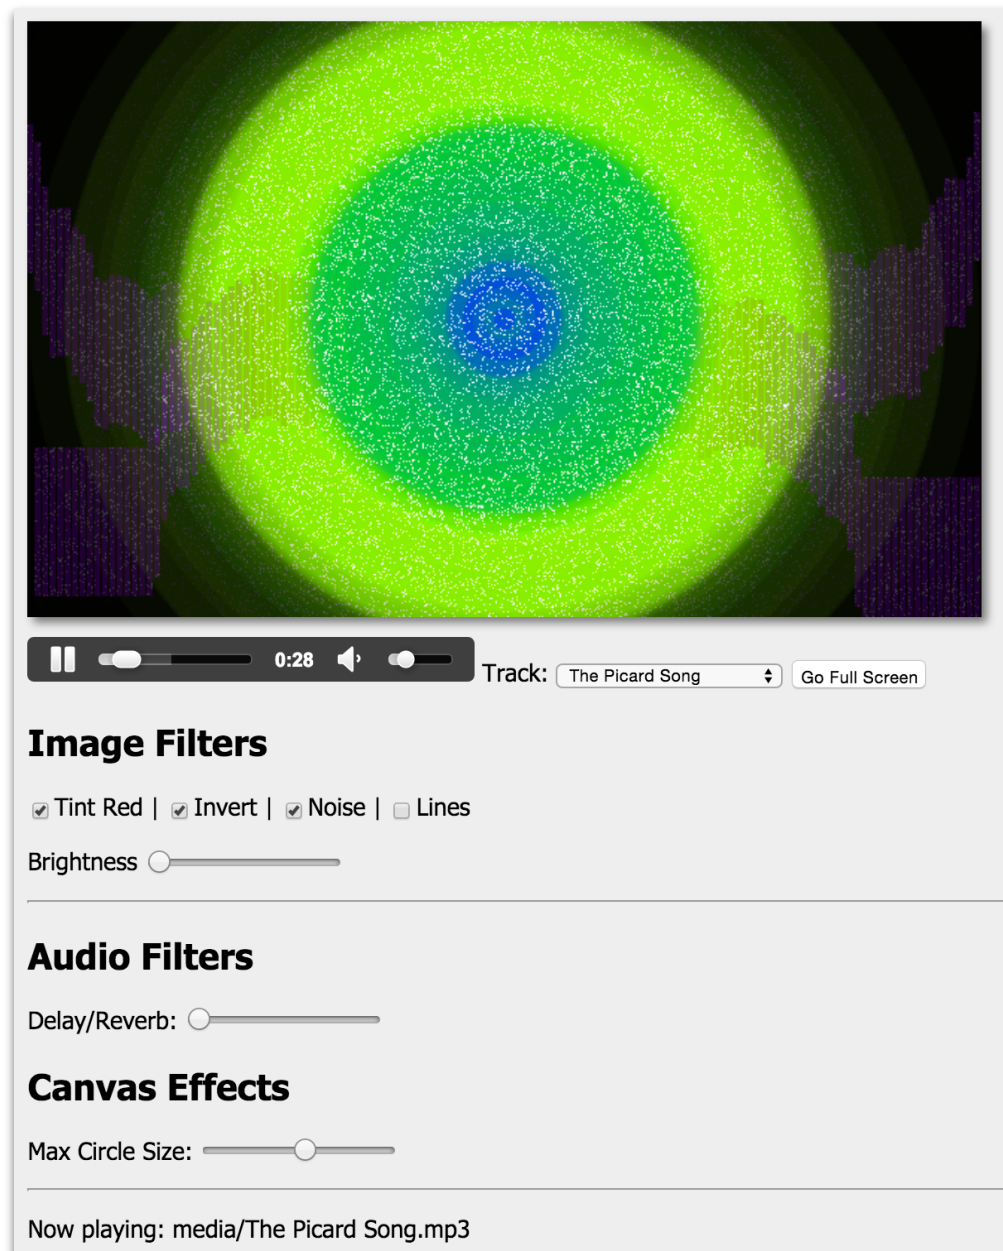 0:28 Track: The Picard Song Go Full Screen
Image Filters
Tint Red | Invert | Noise | Lines
Brightness
Audio Filters
Delay/Reverb:
Canvas Effects
Max Circle Size:
Now playing: media/The Picard Song.mp3